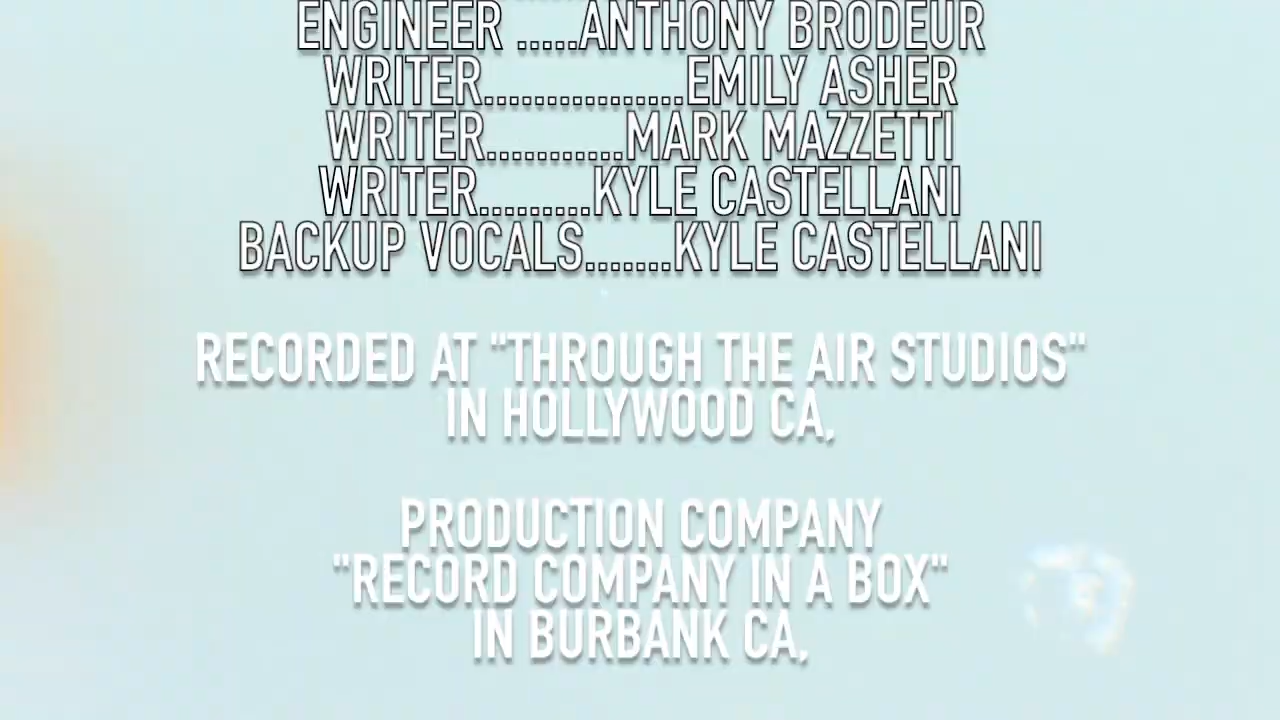 ENGINEER .....ANTHONY BRODEUR
WRITER................EMILY ASHER
WRITER...........MARK MAZZETTI
WRITER.........KYLE CASTELLANI
BACKUP VOCALS.......KYLE CASTELLANI
RECORDED AT "THROUGH THE AIR STUDIOS"
IN HOLLYWOOD CA,
PRODUCTION COMPANY
"RECORD COMPANY IN A BOX"
IN BURBANK CA,